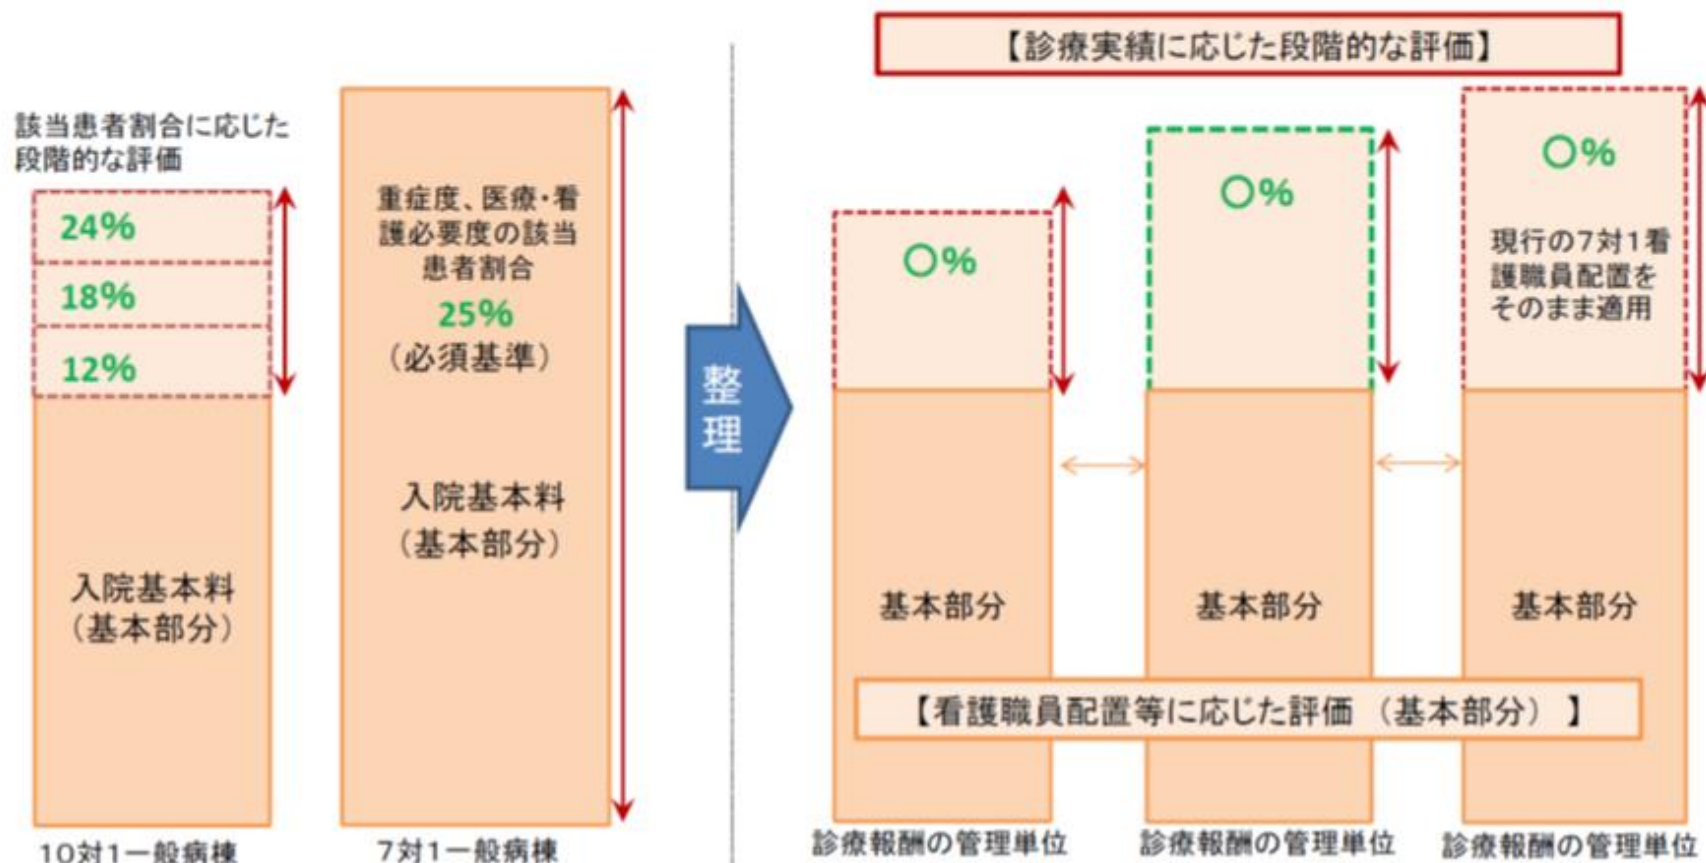 該当患者割合に応じた
段階的な評価
24%
18%
12%
入院基本料
（基本部分）
10対1一般病棟
重症度、医療・看
護必要度の該当
患者割合
25%
（必須基準）
入院基本料
（基本部分）
7対1一般病棟
整理
【診療実績に応じた段階的な評価】
○%
○%
○%
現行の7対1看
護職員配置を
そのまま適用
基本部分
基本部分
基本部分
【看護職員配置等に応じた評価 （基本部分） 】
診療報酬の管理単位
診療報酬の管理単位
診療報酬の管理単位